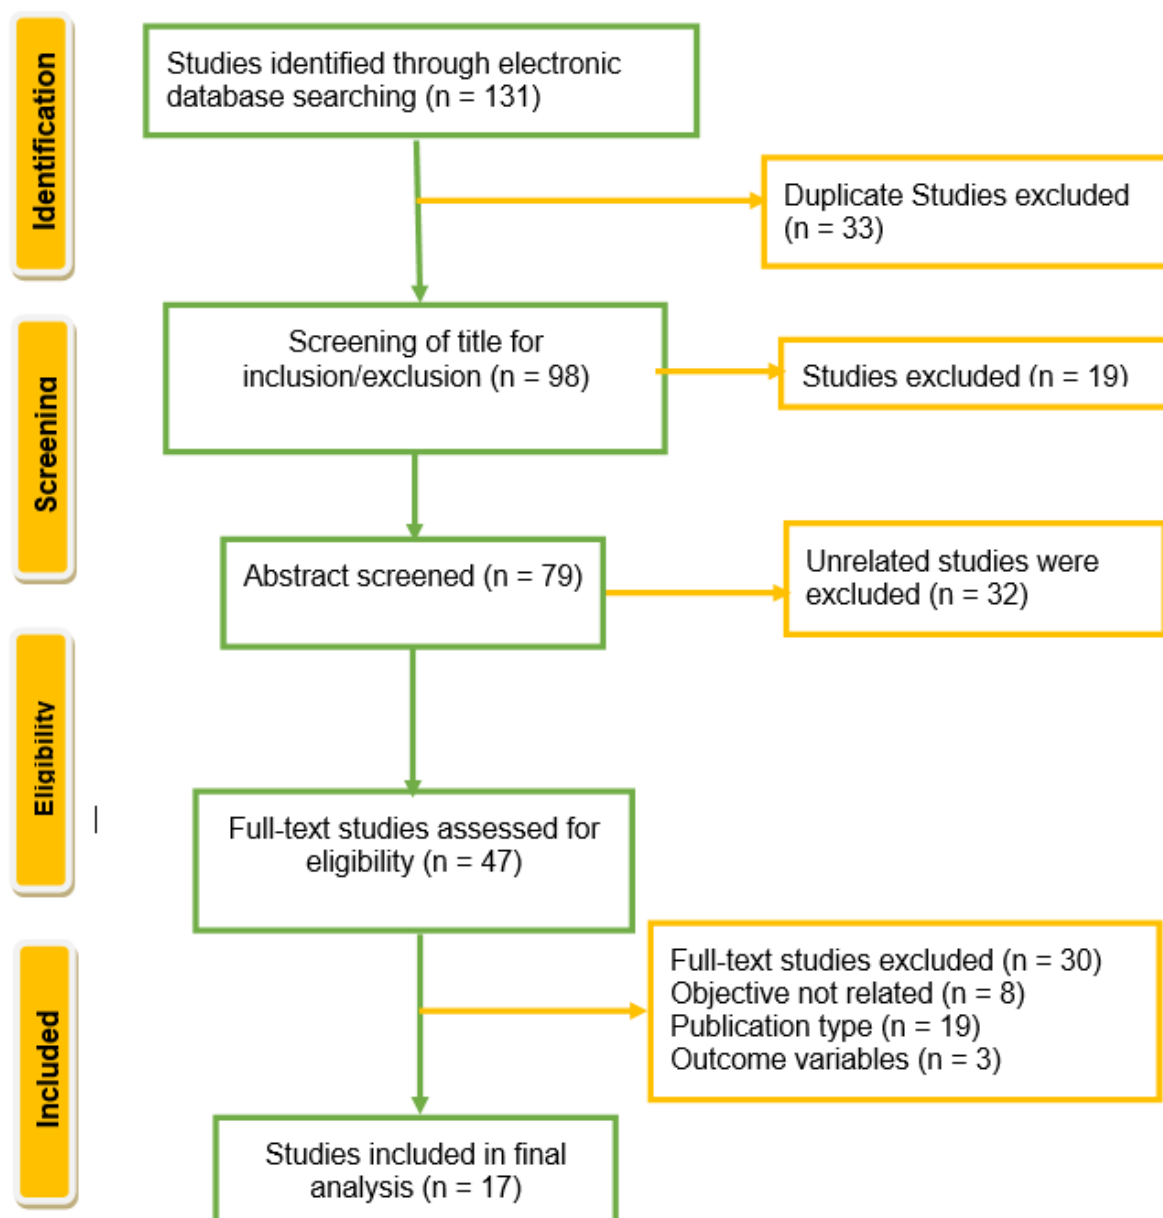 Identification
Studies identified through electronic
database searching (n = 131)
Duplicate Studies excluded
(n = 33)
Screening
Screening of title for
inclusion/exclusion (n = 98)
Studies excluded (n = 19)
Abstract screened (n = 79)
Unrelated studies were
excluded (n = 32)
Eligibility
Full-text studies assessed for
eligibility (n = 47)
Included
Full-text studies excluded (n = 30)
Objective not related (n = 8)
Publication type (n = 19)
Outcome variables (n = 3)
Studies included in final
analysis (n = 17)